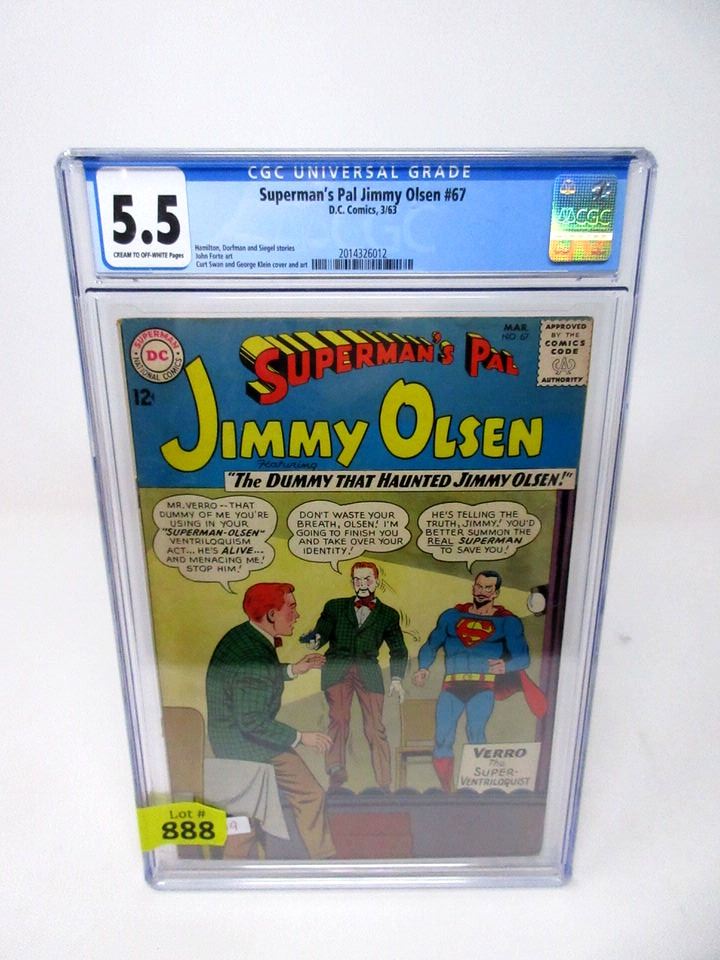 CGC UNIVERSAL GRADE
5.5
CREAM TO OFF-WHITE Pages
Superman's Pal Jimmy Olsen #67
D.C. Comics, 3/63
Hamilton, Dorfman and Siegel stories
John Forte art
Curt Swan and George Klein cover and art
2014326012
CGC
SUPERMAN
DC
NATIONAL COMICS
12¢
SUPERMAN'S PAL
MAR.
NO. 67
APPROVED
BY THE
COMICS
CODE
CA
AUTHORITY
JIMMY OLSEN
Featuring
"THE DUMMY THAT HAUNTED JIMMY OLSEN!"
MR. VERRO -- THAT
DUMMY OF ME YOU'RE
USING IN YOUR
"SUPERMAN-OLSEN"
VENTRILOQUISM
ACT... HE'S ALIVE...
AND MENACING ME!
STOP HIM!
DON'T WASTE YOUR
BREATH, OLSEN! I'M
GOING TO FINISH YOU
AND TAKE OVER YOUR
IDENTITY!
HE'S TELLING THE
TRUTH, JIMMY! YOU'D
BETTER SUMMON THE
REAL SUPERMAN
TO SAVE YOU!
S
VERRO
The
SUPER-
VENTRILOQUIST
Lot #
888
9